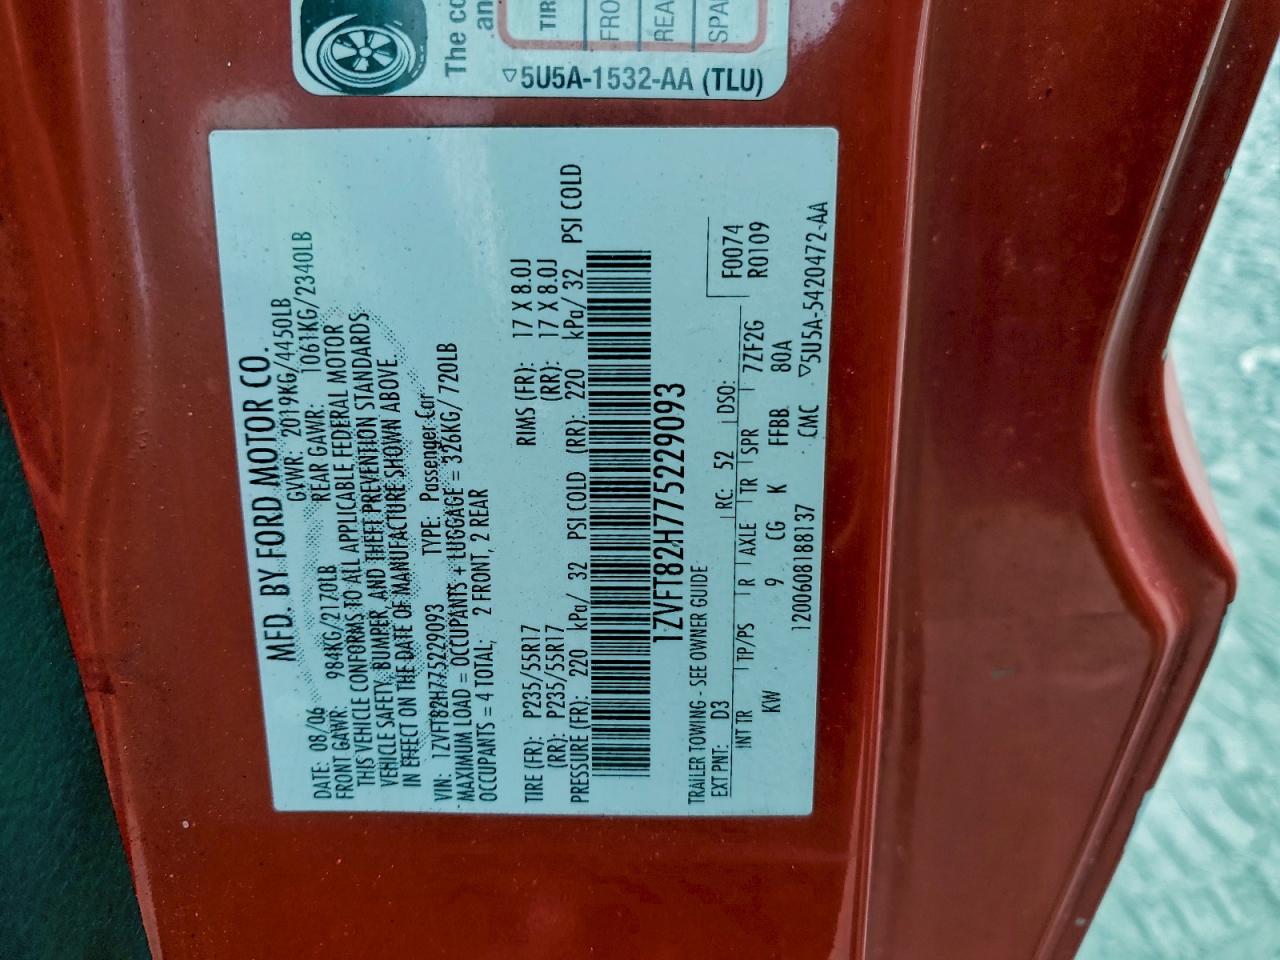 The co
an
TIR
FRO
REA
SPA
▽5U5A-1532-AA (TLU)
MFD. BY FORD MOTOR CO.
DATE: 08/06 GVWR: 2019KG/4450LB
FRONT GAWR: 984KG/2170LB REAR GAWR: 1061KG/2340LB
THIS VEHICLE CONFORMS TO ALL APPLICABLE FEDERAL MOTOR
VEHICLE SAFETY, BUMPER, AND THEFT PREVENTION STANDARDS
IN EFFECT ON THE DATE OF MANUFACTURE SHOWN ABOVE.
VIN: 1ZVFT82H775229093 TYPE: Passenger Car
MAXIMUM LOAD = OCCUPANTS + LUGGAGE = 326KG/720LB
OCCUPANTS = 4 TOTAL, 2 FRONT, 2 REAR
TIRE (FR): P235/55R17 RIMS (FR): 17 X 8.0J
(RR): P235/55R17 (RR): 17 X 8.0J
PRESSURE (FR): 220 kPa/ 32 PSI COLD (RR): 220 kPa/ 32 PSI COLD
1ZVFT82H775229093
TRAILER TOWING - SEE OWNER GUIDE F0074
EXT PNT: D3 RC: 52 DSO: R0109
INT TR TP/PS R AXLE TR SPR 7ZF2G
KW 9 CG K FFBB 80A
120060818​8137 CMC ▽5U5A-5420472-AA